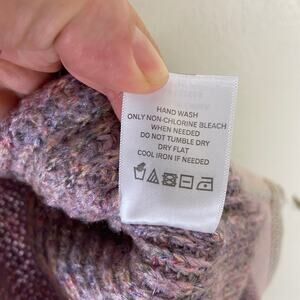 HAND WASH
ONLY NON-CHLORINE BLEACH
WHEN NEEDED
DO NOT TUMBLE DRY
DRY FLAT
COOL IRON IF NEEDED